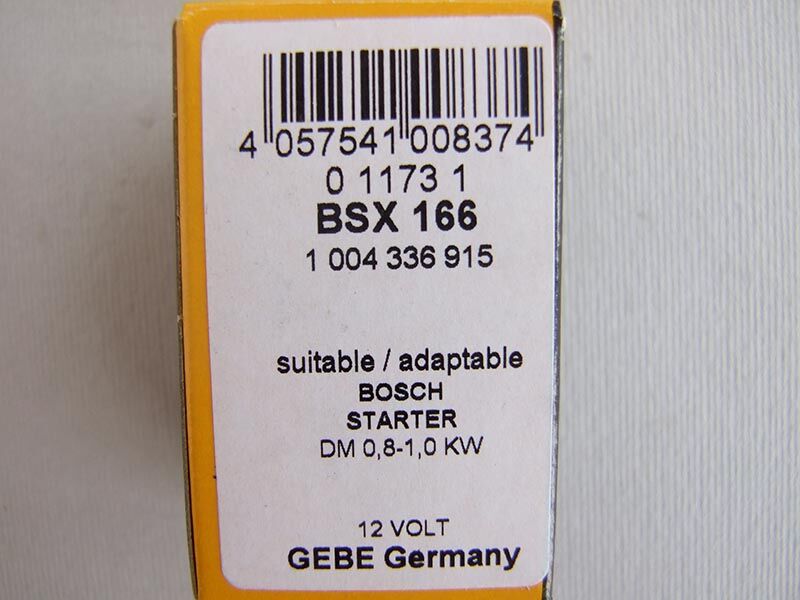 4 057541 008374
0 1173 1
BSX 166
1 004 336 915
suitable / adaptable
BOSCH
STARTER
DM 0,8-1,0 KW
12 VOLT
GEBE Germany